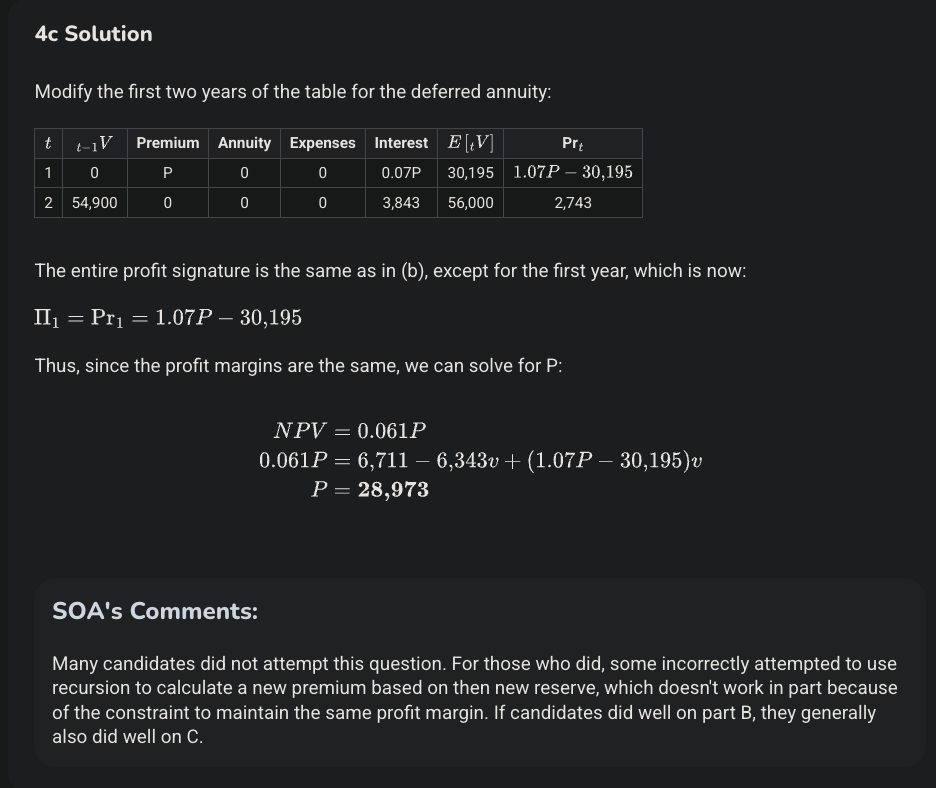 4c Solution
Modify the first two years of the table for the deferred annuity:
t t−1V Premium Annuity Expenses Interest E[tV] Prt
1 0 P 0 0 0.07P 30,195 1.07P − 30,195
2 54,900 0 0 0 3,843 56,000 2,743
The entire profit signature is the same as in (b), except for the first year, which is now:
Π1 = Pr1 = 1.07P − 30,195
Thus, since the profit margins are the same, we can solve for P:
NPV = 0.061P
0.061P = 6,711 − 6,343v + (1.07P − 30,195)v
P = 28,973
SOA's Comments:
Many candidates did not attempt this question. For those who did, some incorrectly attempted to use
recursion to calculate a new premium based on then new reserve, which doesn't work in part because
of the constraint to maintain the same profit margin. If candidates did well on part B, they generally
also did well on C.